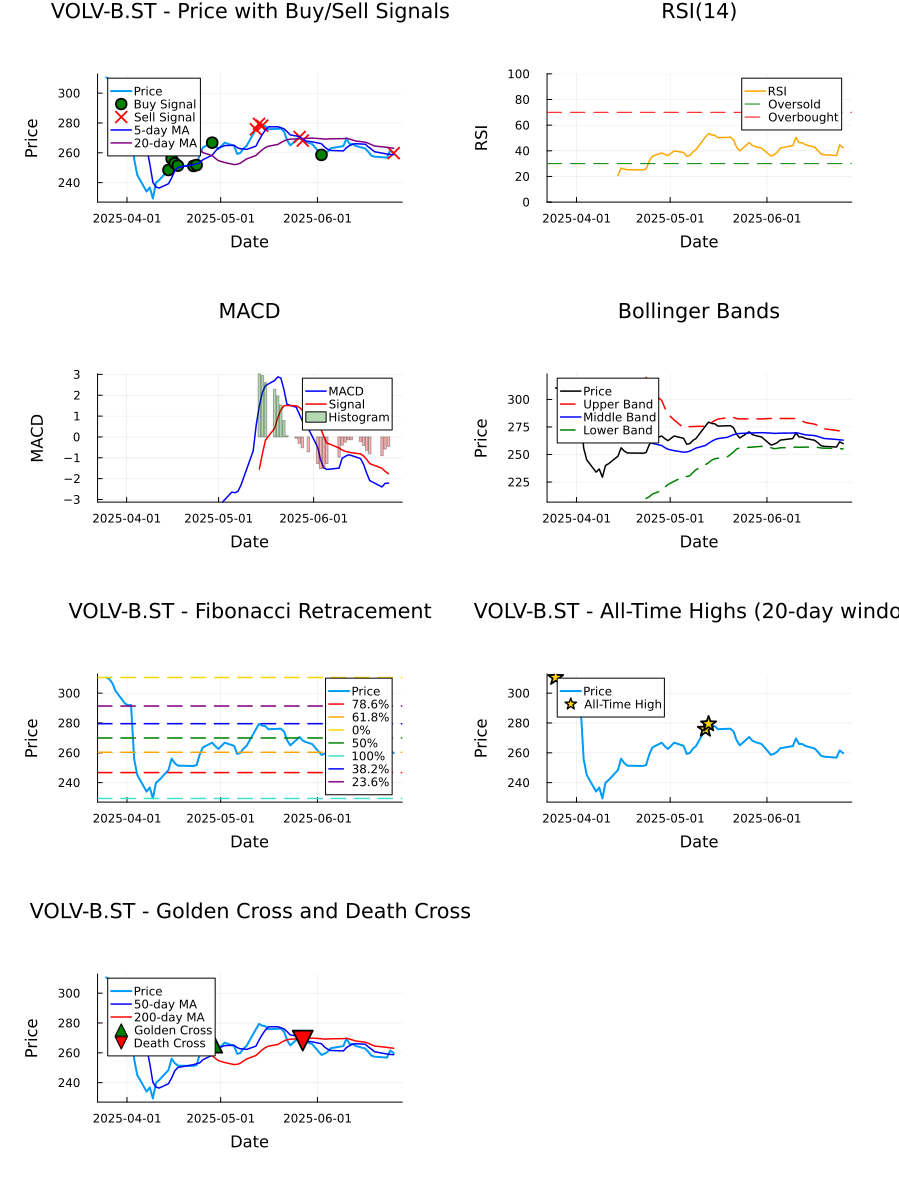 VOLV-B.ST - Price with Buy/Sell Signals
Price
300
280
260
240
Price
Buy Signal
Sell Signal
5-day MA
20-day MA
2025-04-01
2025-05-01
2025-06-01
Date
RSI(14)
RSI
100
80
60
40
20
0
RSI
Oversold
Overbought
2025-04-01
2025-05-01
2025-06-01
Date
MACD
MACD
3
2
1
0
−1
−2
−3
MACD
Signal
Histogram
2025-04-01
2025-05-01
2025-06-01
Date
Bollinger Bands
Price
300
275
250
225
Price
Upper Band
Middle Band
Lower Band
2025-04-01
2025-05-01
2025-06-01
Date
VOLV-B.ST - Fibonacci Retracement
Price
300
280
260
240
Price
78.6%
61.8%
0%
50%
100%
38.2%
23.6%
2025-04-01
2025-05-01
2025-06-01
Date
VOLV-B.ST - All-Time Highs (20-day windo
Price
300
280
260
240
Price
All-Time High
2025-04-01
2025-05-01
2025-06-01
Date
VOLV-B.ST - Golden Cross and Death Cross
Price
300
280
260
240
Price
50-day MA
200-day MA
Golden Cross
Death Cross
2025-04-01
2025-05-01
2025-06-01
Date